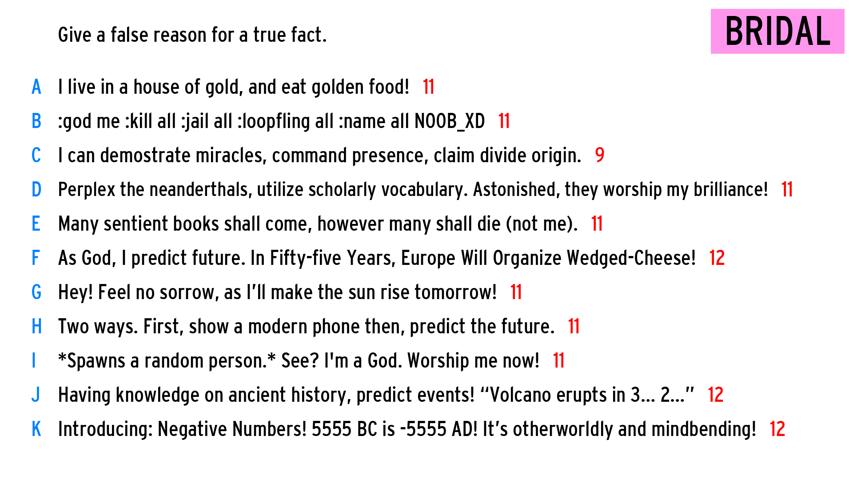 Give a false reason for a true fact.
BRIDAL
A I live in a house of gold, and eat golden food! 11
B :god me :kill all :jail all :loopfling all :name all N00B_XD 11
C I can demostrate miracles, command presence, claim divide origin. 9
D Perplex the neanderthals, utilize scholarly vocabulary. Astonished, they worship my brilliance! 11
E Many sentient books shall come, however many shall die (not me). 11
F As God, I predict future. In Fifty-five Years, Europe Will Organize Wedged-Cheese! 12
G Hey! Feel no sorrow, as I'll make the sun rise tomorrow! 11
H Two ways. First, show a modern phone then, predict the future. 11
I *Spawns a random person.* See? I'm a God. Worship me now! 11
J Having knowledge on ancient history, predict events! “Volcano erupts in 3... 2...” 12
K Introducing: Negative Numbers! 5555 BC is -5555 AD! It's otherworldly and mindbending! 12